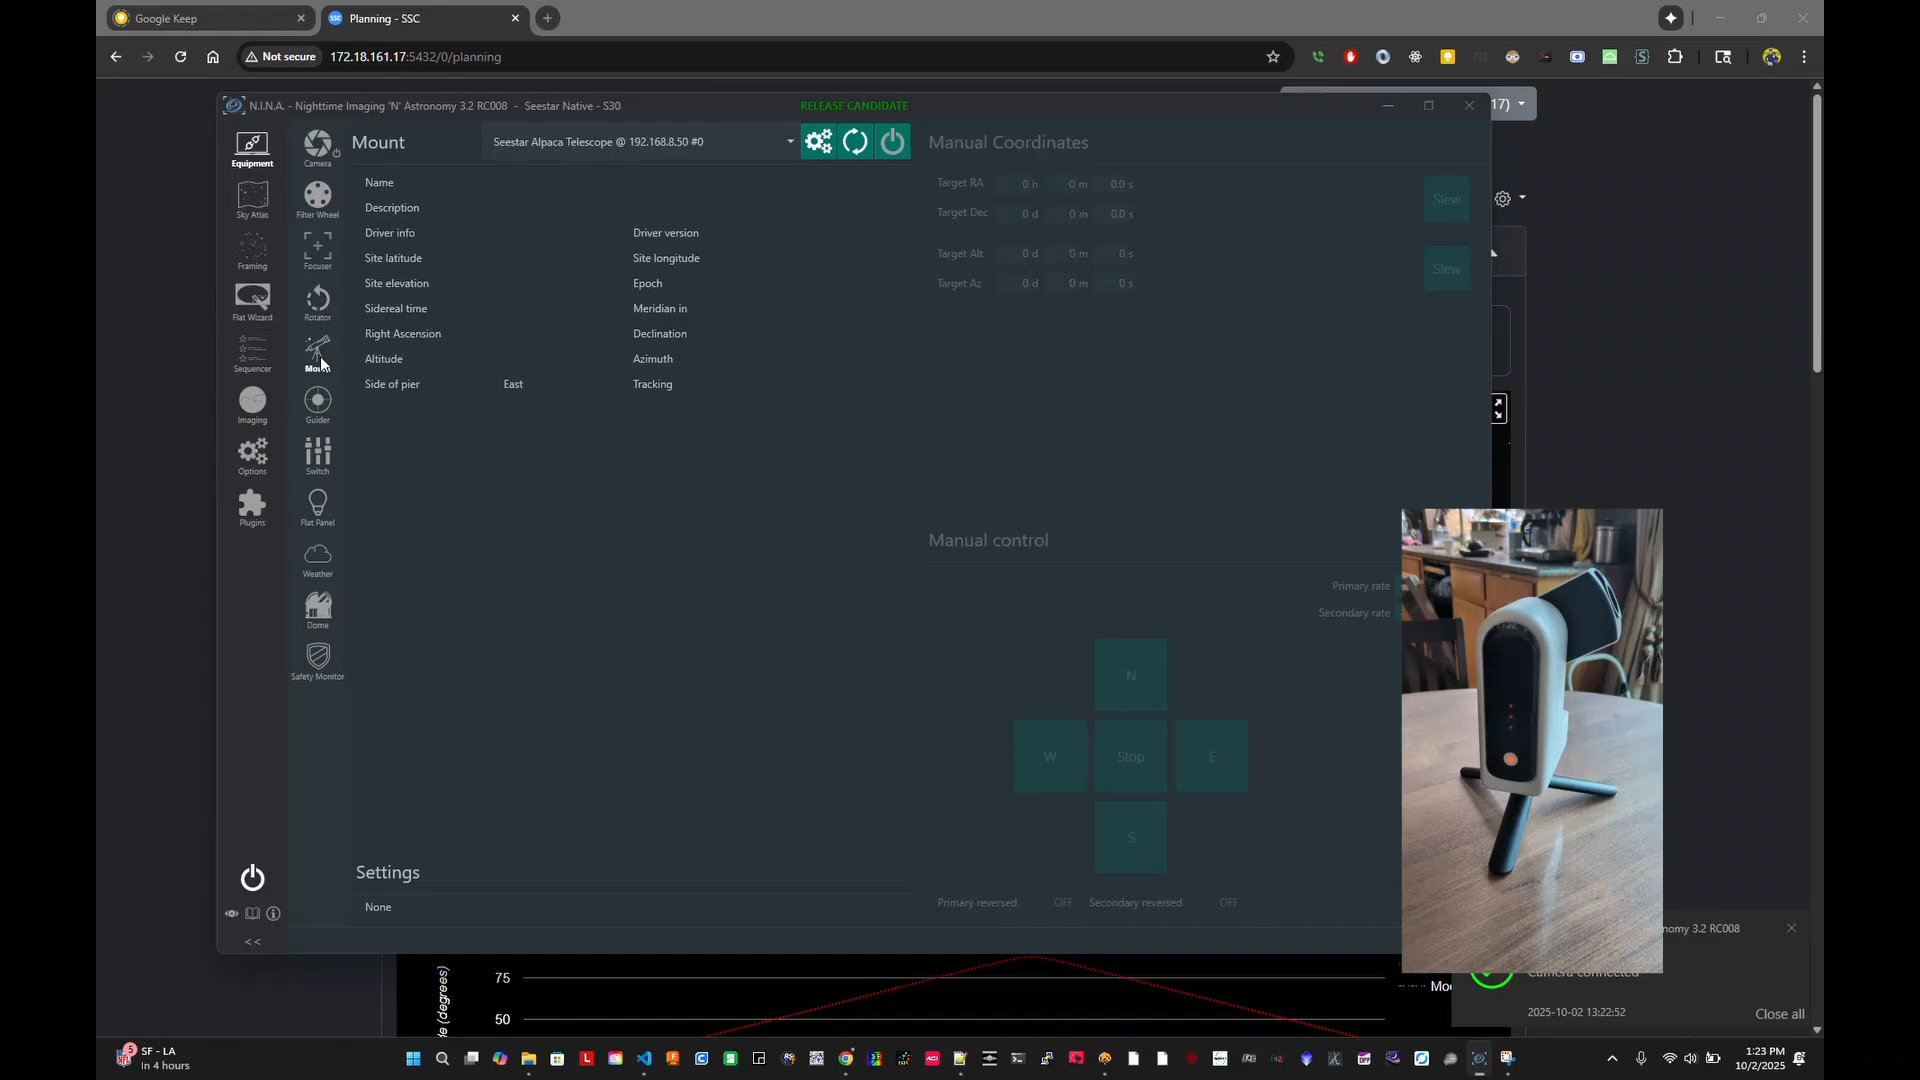 Google Keep
SSC
Planning - SSC
Not secure
172.18.161.17:5432/0/planning
17)
N.I.N.A. - Nighttime Imaging 'N' Astronomy 3.2 RC008 - Seestar Native - S30
RELEASE CANDIDATE
Equipment
Sky Atlas
Framing
Flat Wizard
Sequencer
Imaging
Options
Plugins
<<
Camera
Filter Wheel
Focuser
Rotator
Mount
Guider
Switch
Flat Panel
Weather
Dome
Safety Monitor
Mount
Seestar Alpaca Telescope @ 192.168.8.50 #0
Name
Description
Driver info
Driver version
Site latitude
Site longitude
Site elevation
Epoch
Sidereal time
Meridian in
Right Ascension
Declination
Altitude
Azimuth
Side of pier East
Tracking
Settings
None
Manual Coordinates
Target RA 0 h 0 m 0.0 s
Target Dec 0 d 0 m 0.0 s
Slew
Target Alt 0 d 0 m 0 s
Target Az 0 d 0 m 0 s
Slew
Manual control
Primary rate
Secondary rate
N
W Stop E
S
Primary reversed OFF Secondary reversed OFF
nomy 3.2 RC008
Camera connected
2025-10-02 13:22:52
Close all
75
50
(degrees)
5
SF - LA
In 4 hours
1:23 PM
10/2/2025